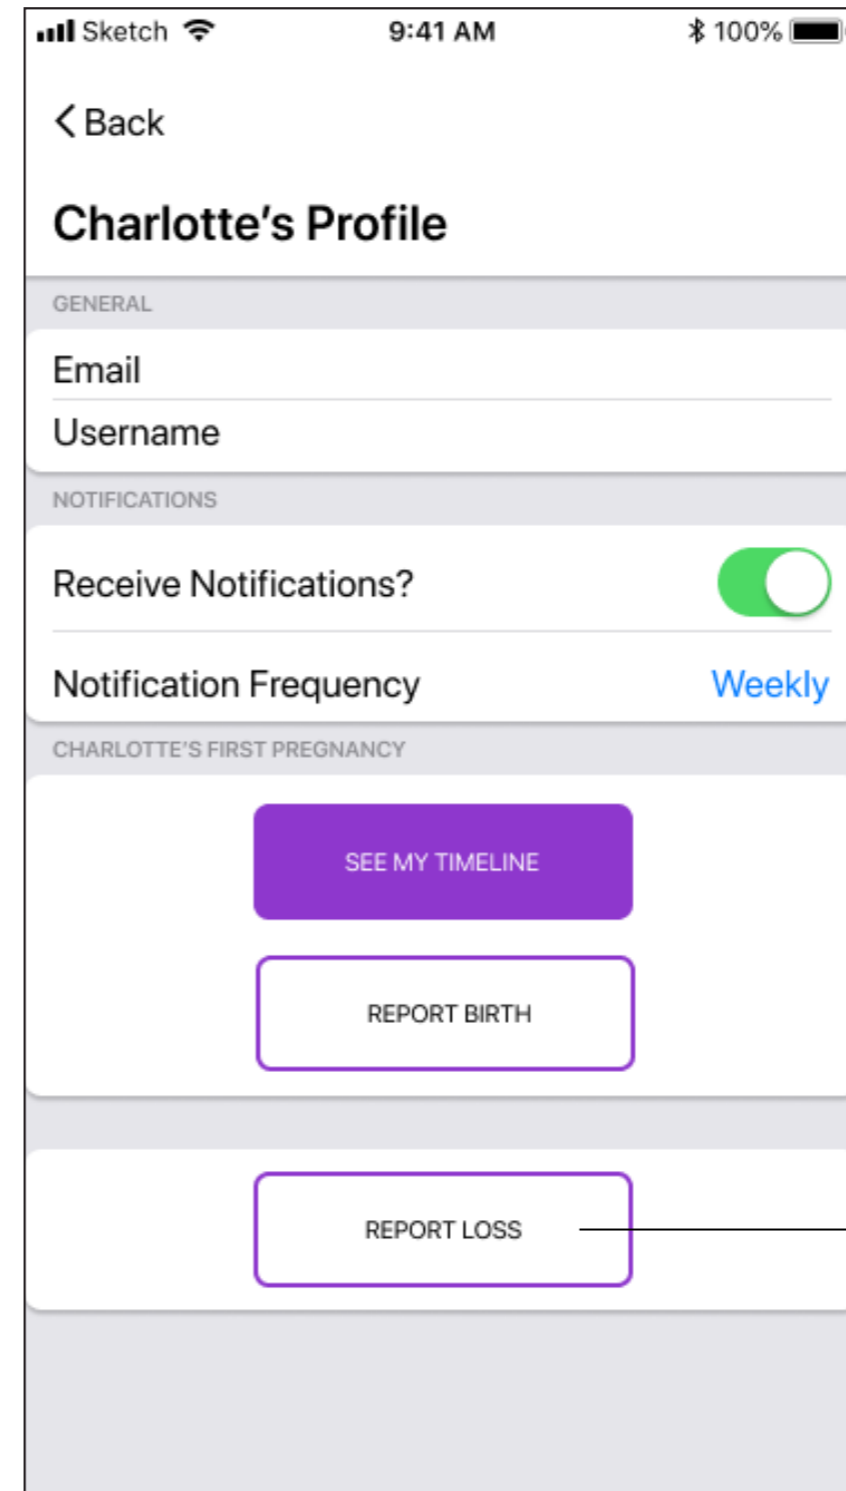 Sketch 9:41 AM 100%
Back
Charlotte’s Profile
GENERAL
Email
Username
NOTIFICATIONS
Receive Notifications?
Notification Frequency Weekly
CHARLOTTE’S FIRST PREGNANCY
SEE MY TIMELINE
REPORT BIRTH
REPORT LOSS